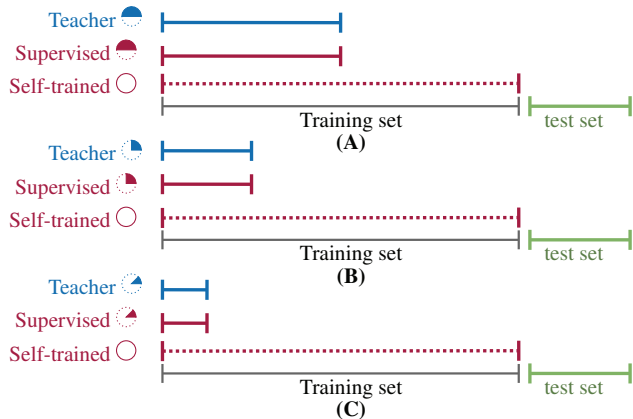 Teacher
Supervised
Self-trained
Training set
test set
(A)
Teacher
Supervised
Self-trained
Training set
test set
(B)
Teacher
Supervised
Self-trained
Training set
test set
(C)